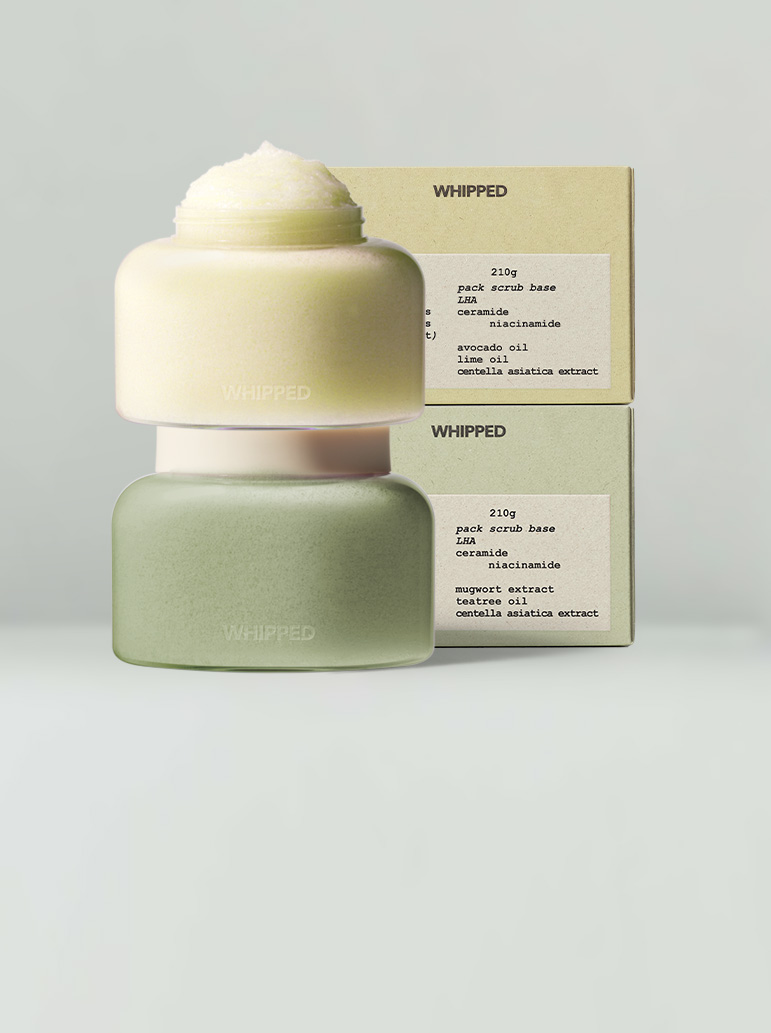 WHIPPED
210g
pack scrub base
LHA
s ceramide
s niacinamide
t)
avocado oil
lime oil
centella asiatica extract
WHIPPED
WHIPPED
210g
pack scrub base
LHA
ceramide
niacinamide
mugwort extract
teatree oil
centella asiatica extract
WHIPPED